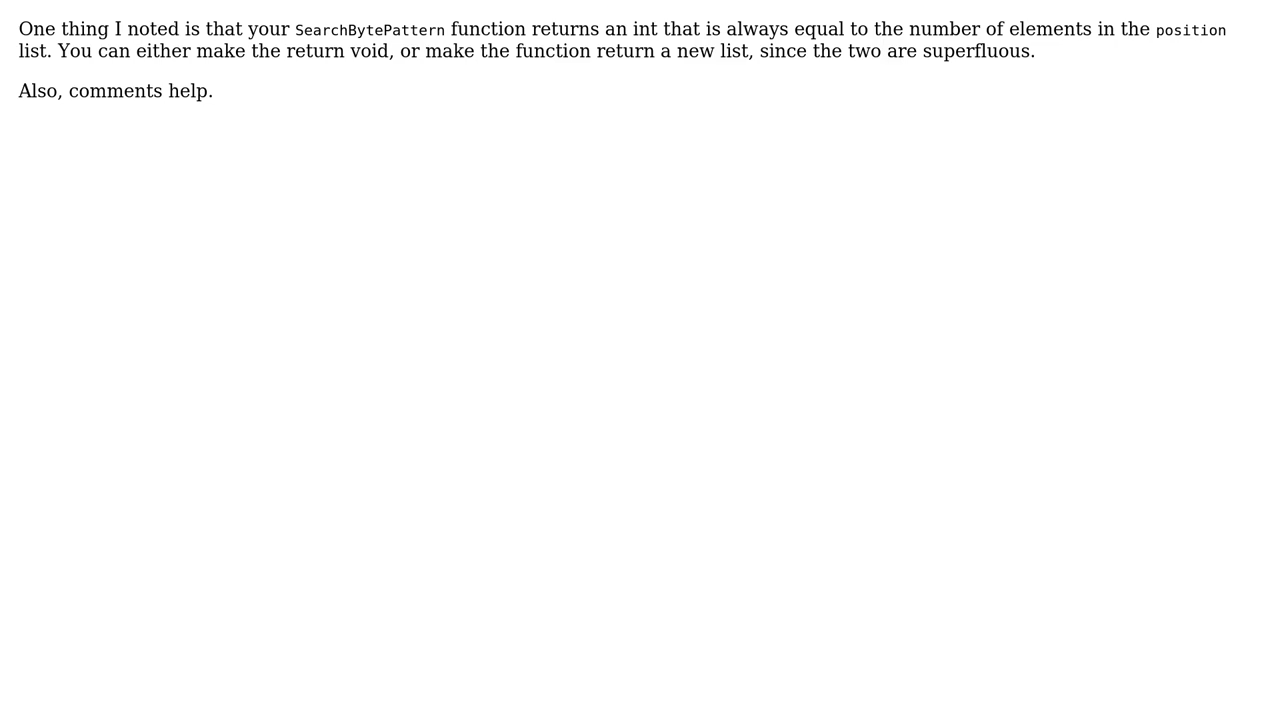 One thing I noted is that your SearchBytePattern function returns an int that is always equal to the number of elements in the position
list. You can either make the return void, or make the function return a new list, since the two are superfluous.
Also, comments help.